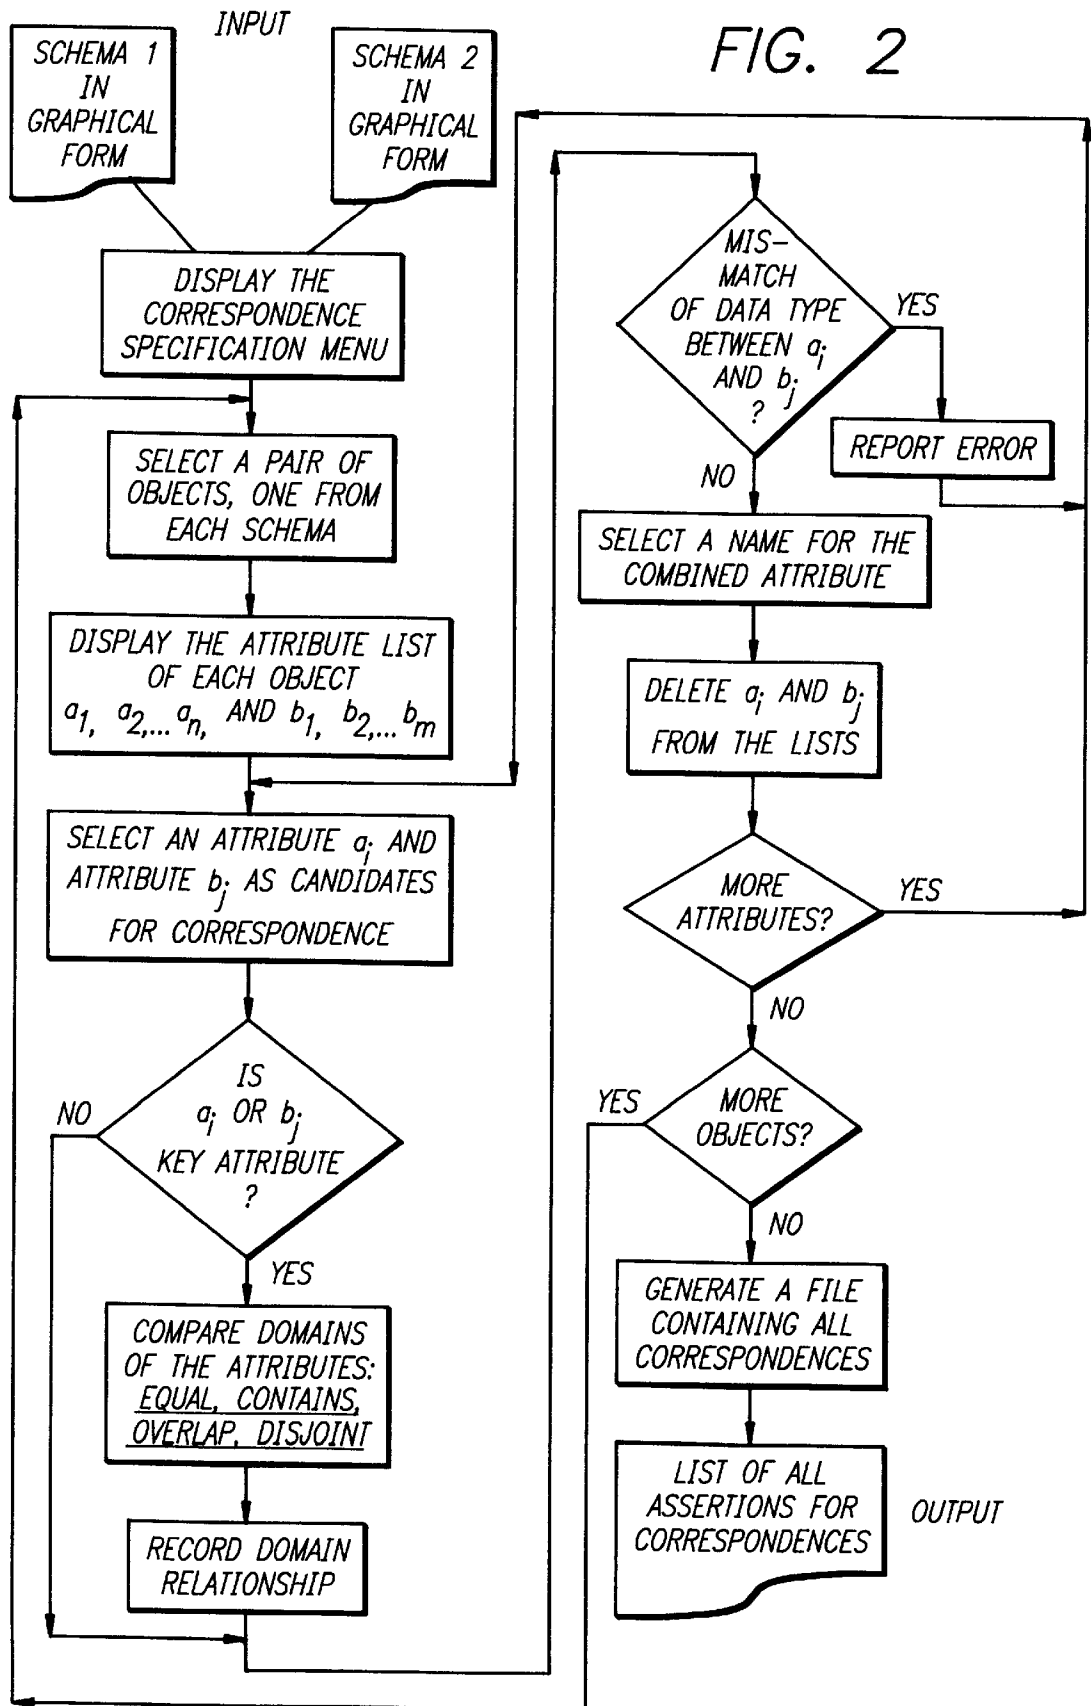 INPUT
FIG. 2
SCHEMA 1
IN
GRAPHICAL
FORM
SCHEMA 2
IN
GRAPHICAL
FORM
DISPLAY THE
CORRESPONDENCE
SPECIFICATION MENU
SELECT A PAIR OF
OBJECTS, ONE FROM
EACH SCHEMA
DISPLAY THE ATTRIBUTE LIST
OF EACH OBJECT
a1, a2,... an, AND b1, b2,... bm
SELECT AN ATTRIBUTE ai AND
ATTRIBUTE bj AS CANDIDATES
FOR CORRESPONDENCE
IS
ai OR bj
KEY ATTRIBUTE
?
NO
YES
COMPARE DOMAINS
OF THE ATTRIBUTES:
EQUAL, CONTAINS,
OVERLAP, DISJOINT
RECORD DOMAIN
RELATIONSHIP
MIS-
MATCH
OF DATA TYPE
BETWEEN ai
AND bj
?
YES
REPORT ERROR
NO
SELECT A NAME FOR THE
COMBINED ATTRIBUTE
DELETE ai AND bj
FROM THE LISTS
MORE
ATTRIBUTES?
YES
NO
MORE
OBJECTS?
YES
NO
GENERATE A FILE
CONTAINING ALL
CORRESPONDENCES
LIST OF ALL
ASSERTIONS FOR
CORRESPONDENCES
OUTPUT